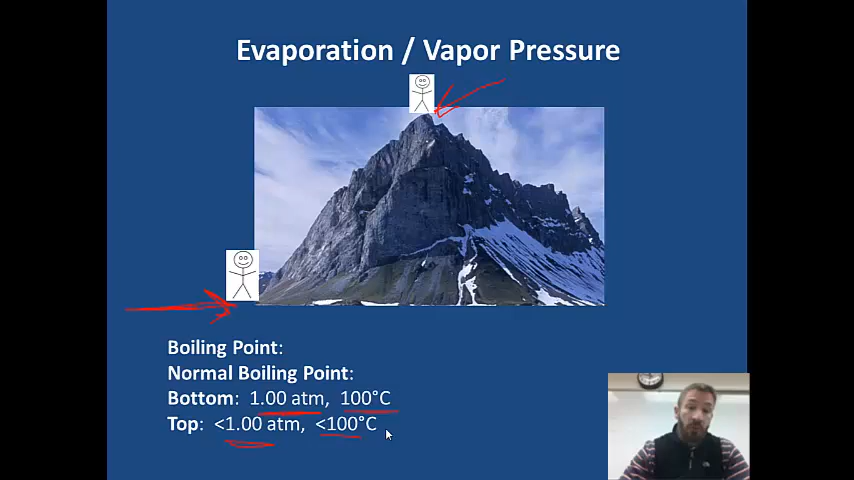 Evaporation / Vapor Pressure
Boiling Point:
Normal Boiling Point:
Bottom: 1.00 atm, 100°C
Top: <1.00 atm, <100°C